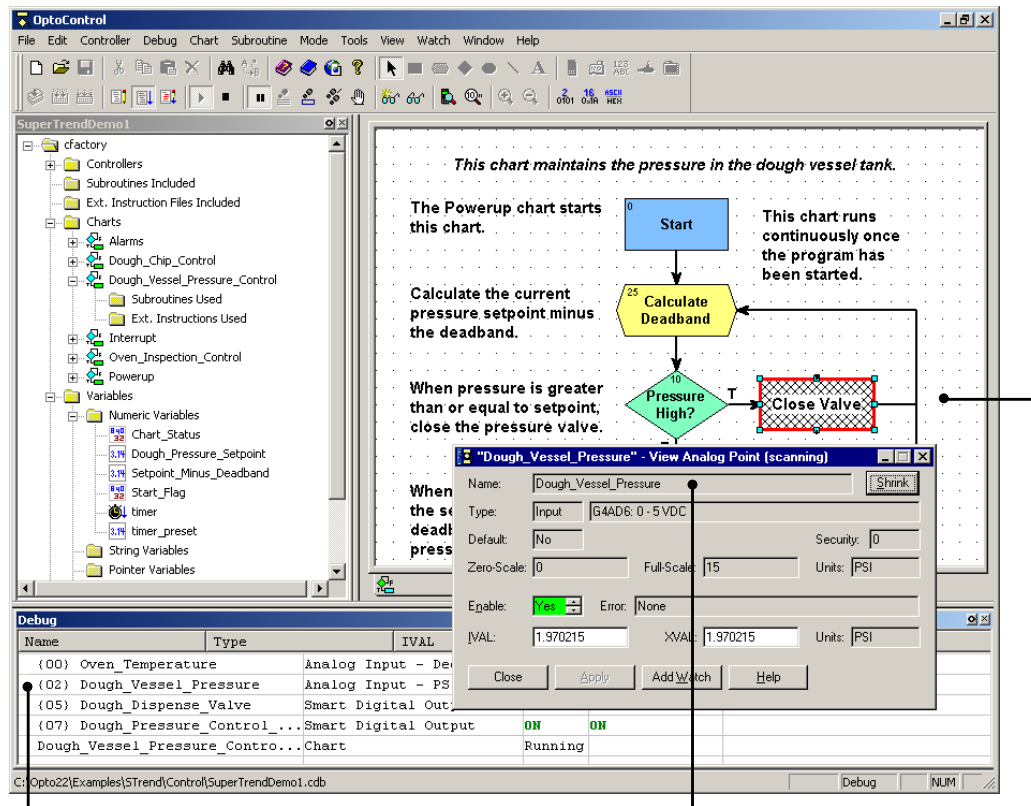 OptoControl
File Edit Controller Debug Chart Subroutine Mode Tools View Watch Window Help
SuperTrendDemo1
cfactory
Controllers
Subroutines Included
Ext. Instruction Files Included
Charts
Alarms
Dough_Chip_Control
Dough_Vessel_Pressure_Control
Subroutines Used
Ext. Instructions Used
Interrupt
Oven_Inspection_Control
Powerup
Variables
Numeric Variables
Chart_Status
Dough_Pressure_Setpoint
Setpoint_Minus_Deadband
Start_Flag
timer
timer_preset
String Variables
Pointer Variables
This chart maintains the pressure in the dough vessel tank.
The Powerup chart starts
this chart.
0
Start
This chart runs
continuously once
the program has
been started.
Calculate the current
pressure setpoint minus
the deadband.
25
Calculate
Deadband
When pressure is greater
than or equal to setpoint,
close the pressure valve.
10
Pressure
High?
T
Close Valve
When
the se
deadb
press
"Dough_Vessel_Pressure" - View Analog Point (scanning)
Name: Dough_Vessel_Pressure Shrink
Type: Input G4AD6: 0 - 5 VDC
Default: No Security: 0
Zero-Scale: 0 Full-Scale: 15 Units: PSI
Enable: Yes Error: None
IVAL: 1.970215 XVAL: 1.970215 Units: PSI
Close Apply Add Watch Help
Debug
Name Type IVAL
{00} Oven_Temperature Analog Input - De
{02} Dough_Vessel_Pressure Analog Input - PS
{05} Dough_Dispense_Valve Smart Digital Out
{07} Dough_Pressure_Control_... Smart Digital Output ON ON
Dough_Vessel_Pressure_Contro... Chart Running
C:\Opto22\Examples\STrend\Control\SuperTrendDemo1.cdb Debug NUM